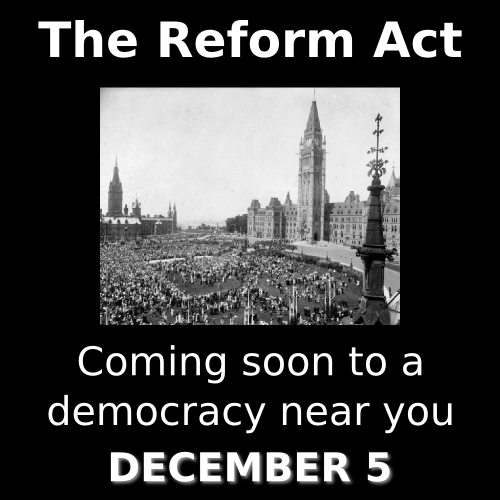 The Reform Act
Coming soon to a
democracy near you
DECEMBER 5